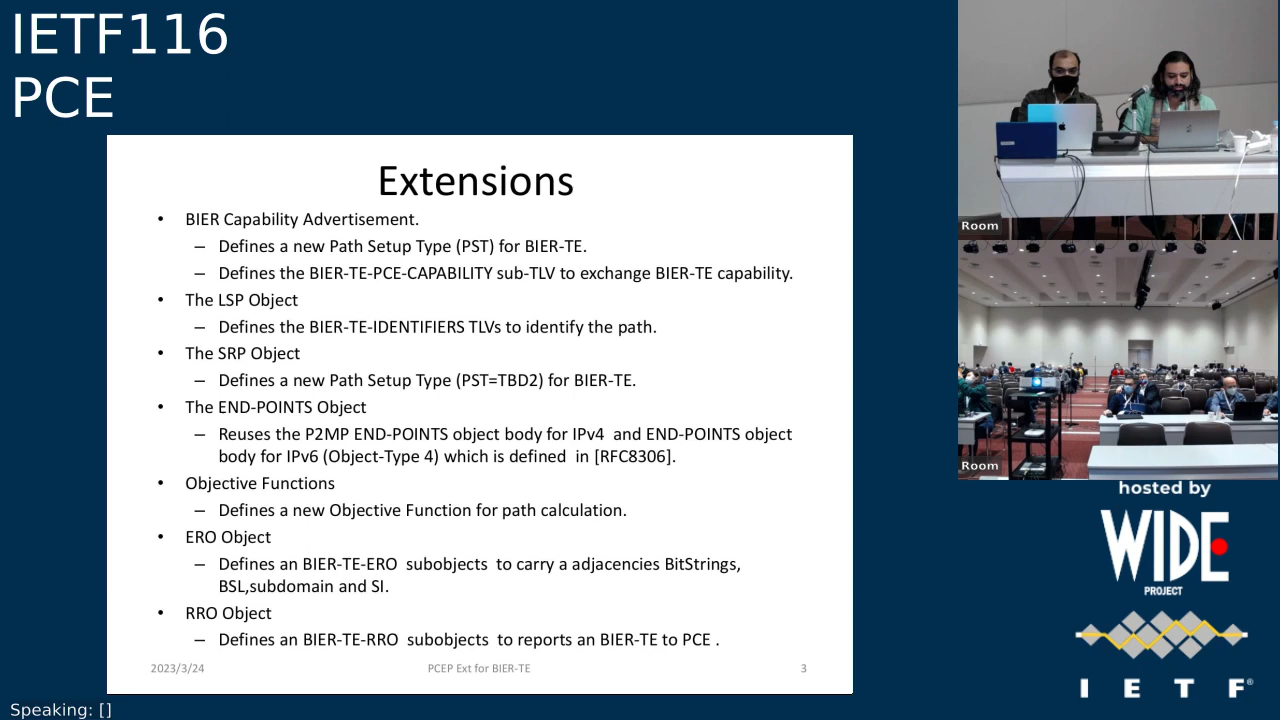 IETF116
PCE
Extensions
• BIER Capability Advertisement.
– Defines a new Path Setup Type (PST) for BIER-TE.
– Defines the BIER-TE-PCE-CAPABILITY sub-TLV to exchange BIER-TE capability.
• The LSP Object
– Defines the BIER-TE-IDENTIFIERS TLVs to identify the path.
• The SRP Object
– Defines a new Path Setup Type (PST=TBD2) for BIER-TE.
• The END-POINTS Object
– Reuses the P2MP END-POINTS object body for IPv4  and END-POINTS object
body for IPv6 (Object-Type 4) which is defined  in [RFC8306].
• Objective Functions
– Defines a new Objective Function for path calculation.
• ERO Object
– Defines an BIER-TE-ERO  subobjects  to carry a adjacencies BitStrings,
BSL,subdomain and SI.
• RRO Object
– Defines an BIER-TE-RRO  subobjects  to reports an BIER-TE to PCE .
2023/3/24
PCEP Ext for BIER-TE
3
Room
Room
hosted by
WIDE
PROJECT
I E T F®
Speaking: []